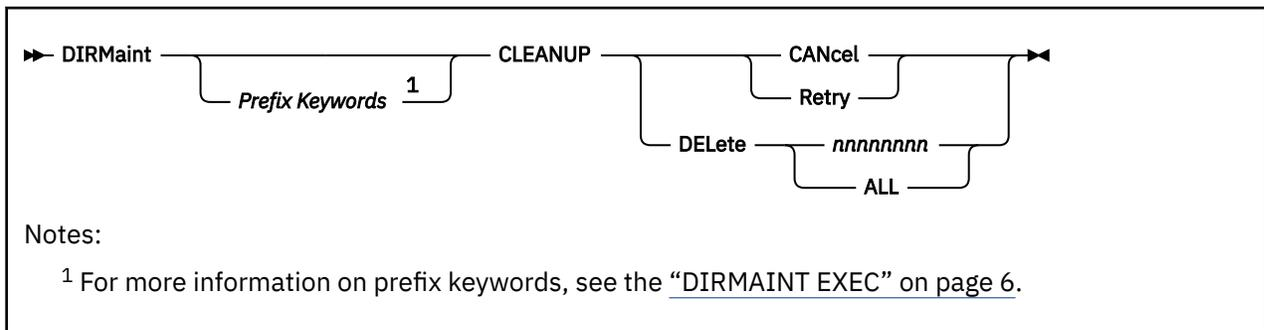 DIRMaint CLEANUP CANcel
Prefix Keywords 1 Retry
DELete nnnnnnnn
ALL
Notes:
1 For more information on prefix keywords, see the “DIRMAINT EXEC” on page 6.